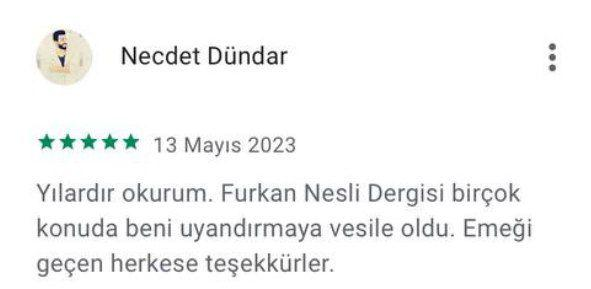 Necdet Dündar
13 Mayıs 2023
Yılardır okurum. Furkan Nesli Dergisi birçok
konuda beni uyandırmaya vesile oldu. Emeği
geçen herkese teşekkürler.